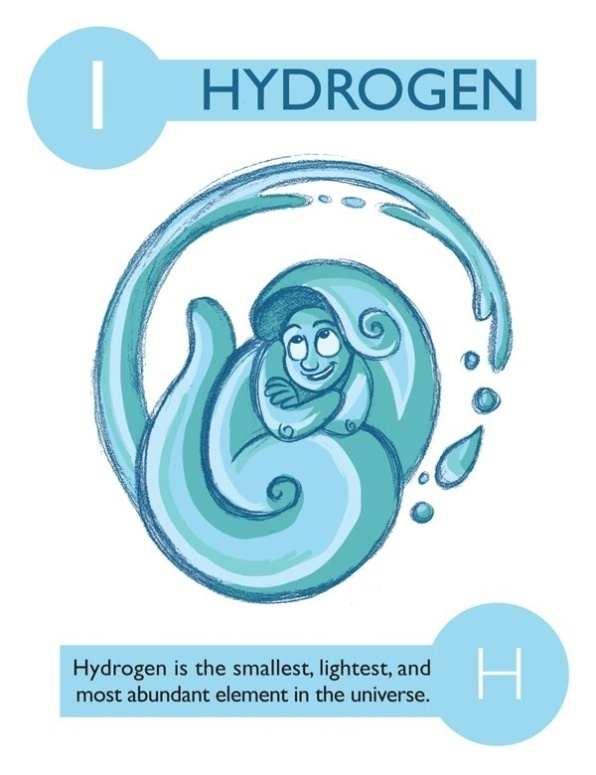 1
HYDROGEN
Hydrogen is the smallest, lightest, and
most abundant element in the universe.
H